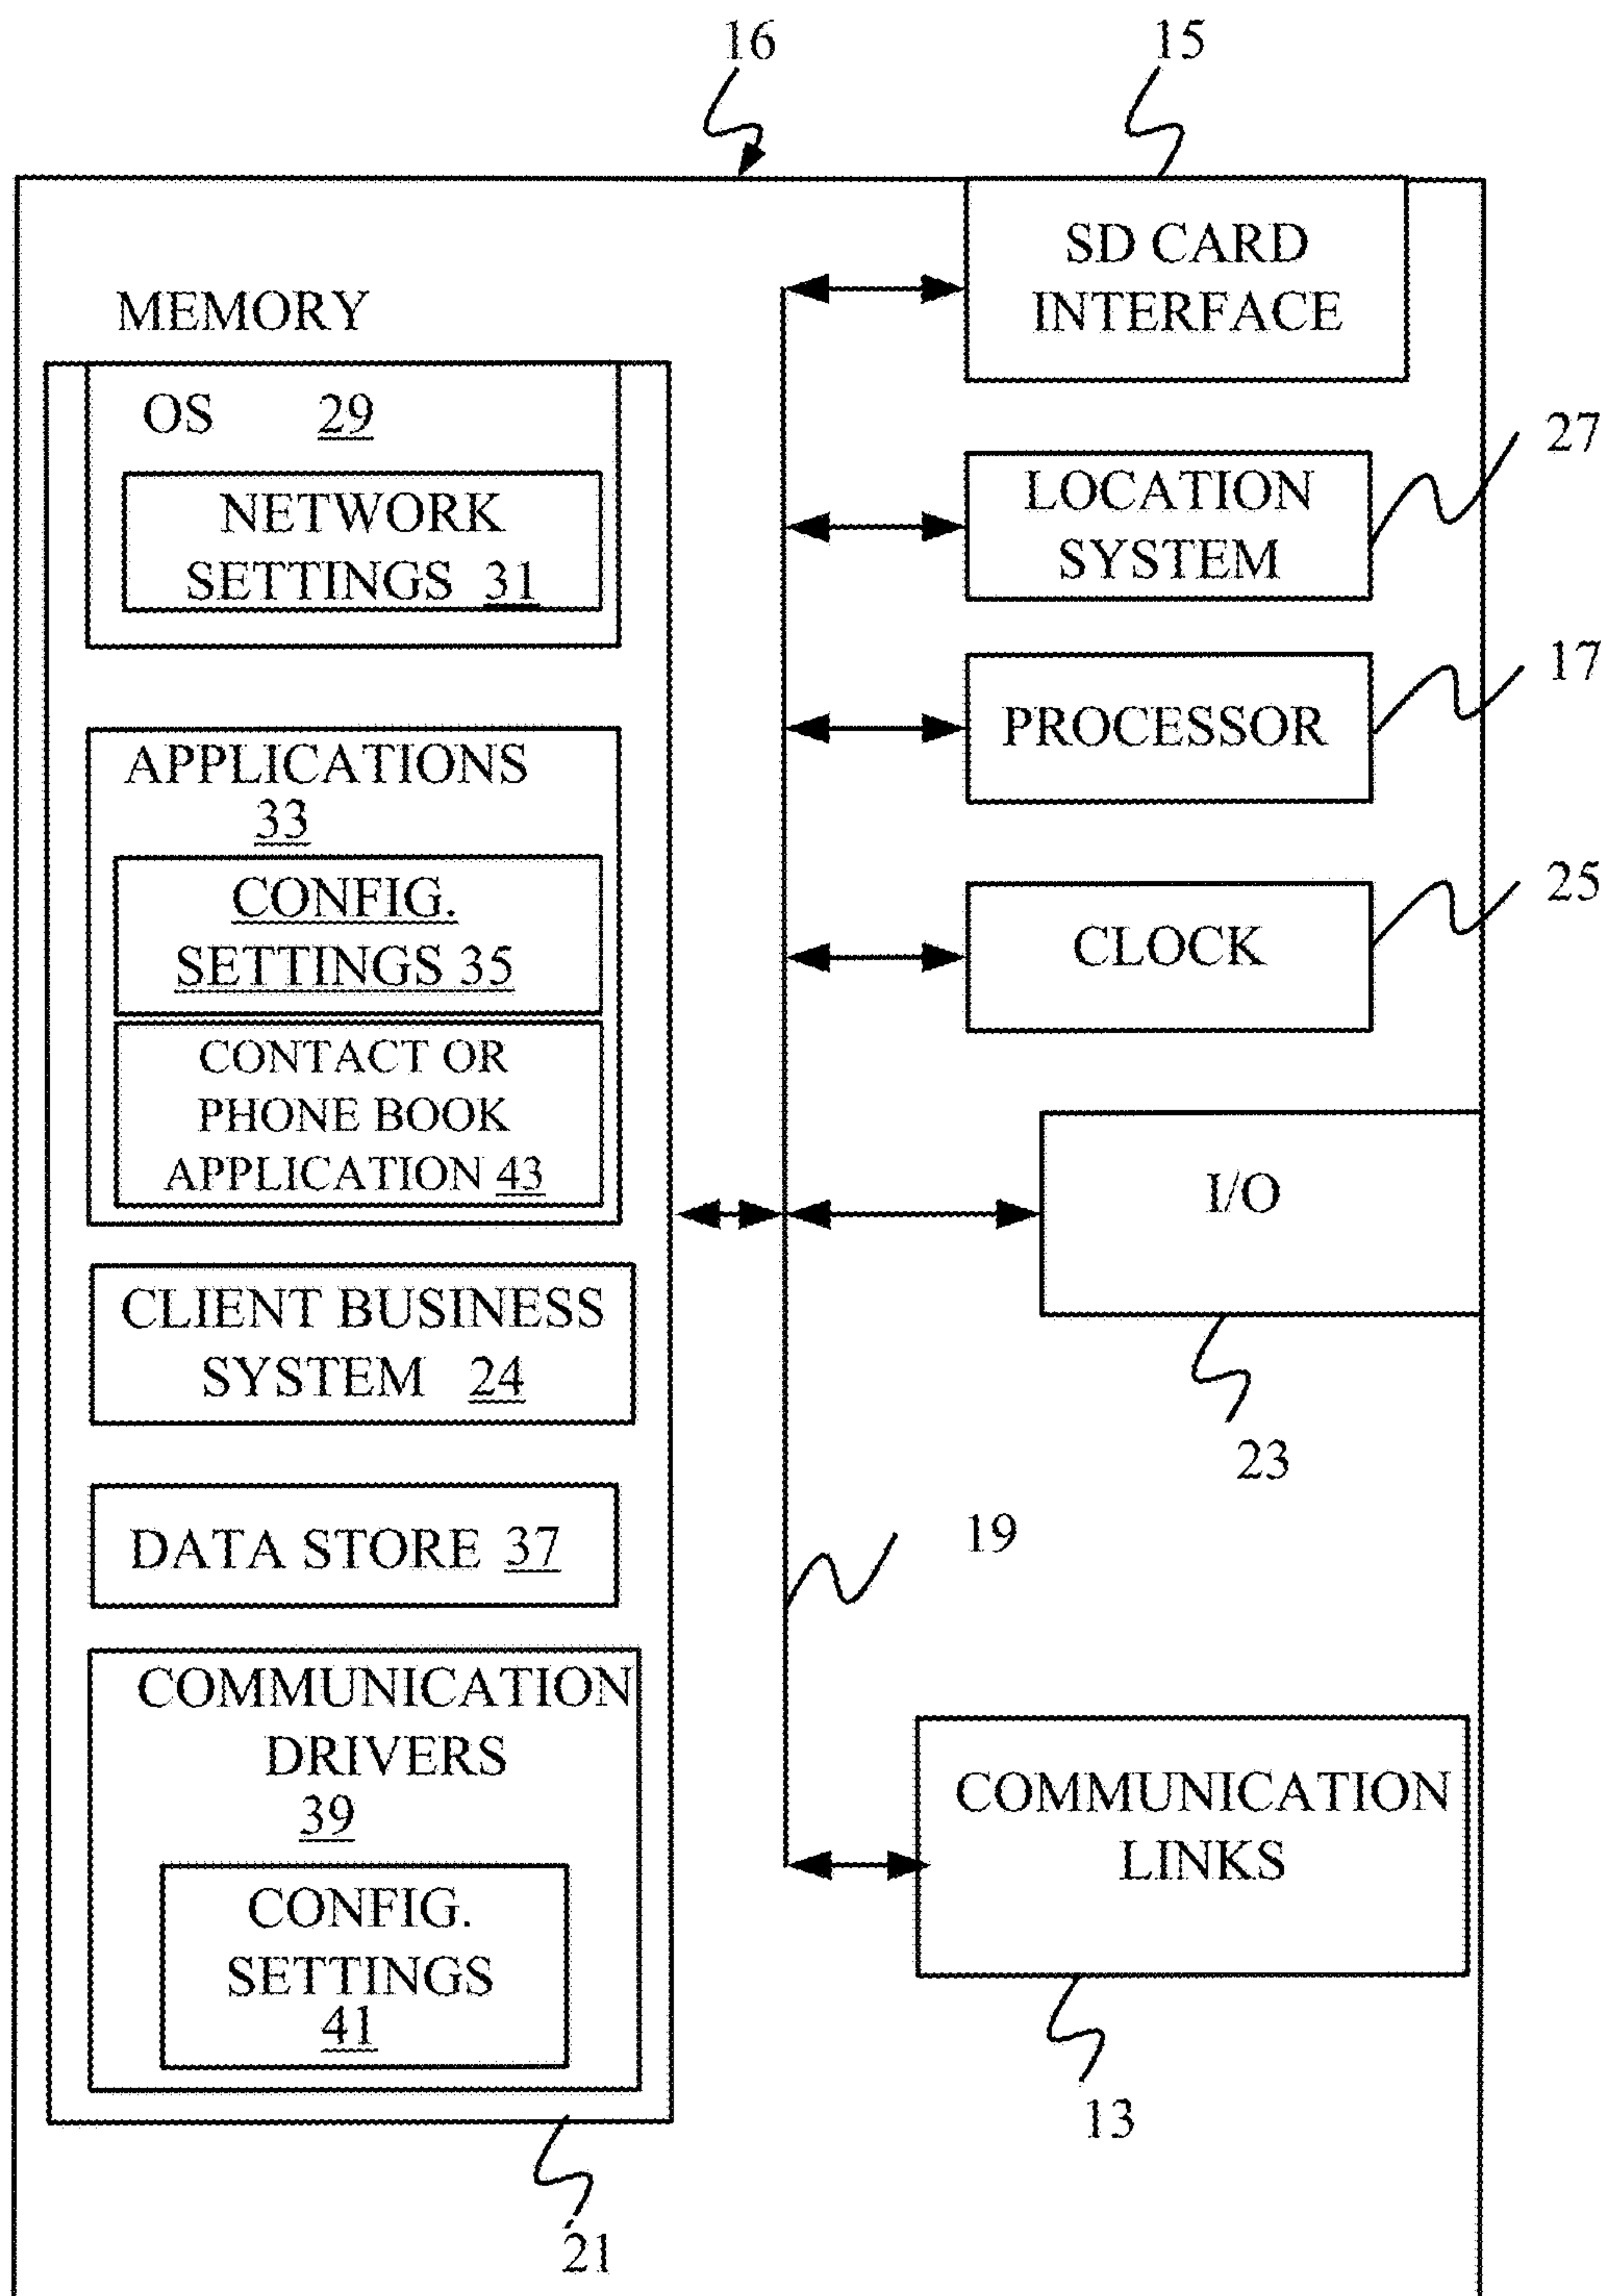 16
15
SD CARD
INTERFACE
MEMORY
OS 29
NETWORK
SETTINGS 31
27
LOCATION
SYSTEM
17
PROCESSOR
APPLICATIONS
33
CONFIG.
SETTINGS 35
25
CLOCK
CONTACT OR
PHONE BOOK
APPLICATION 43
I/O
23
CLIENT BUSINESS
SYSTEM 24
19
DATA STORE 37
COMMUNICATION
DRIVERS
39
CONFIG.
SETTINGS
41
COMMUNICATION
LINKS
13
21